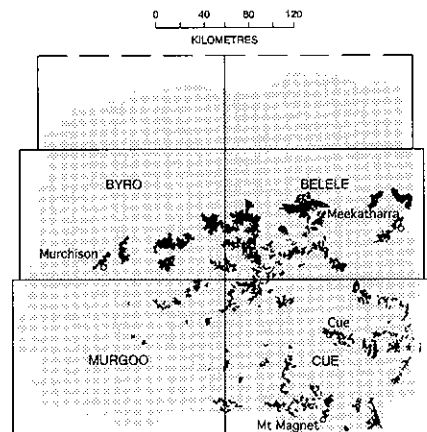 0 40 80 120
KILOMETRES
BYRO
BELELE
Meekatharra
Murchison
Cue
MURGOO
CUE
Mt Magnet